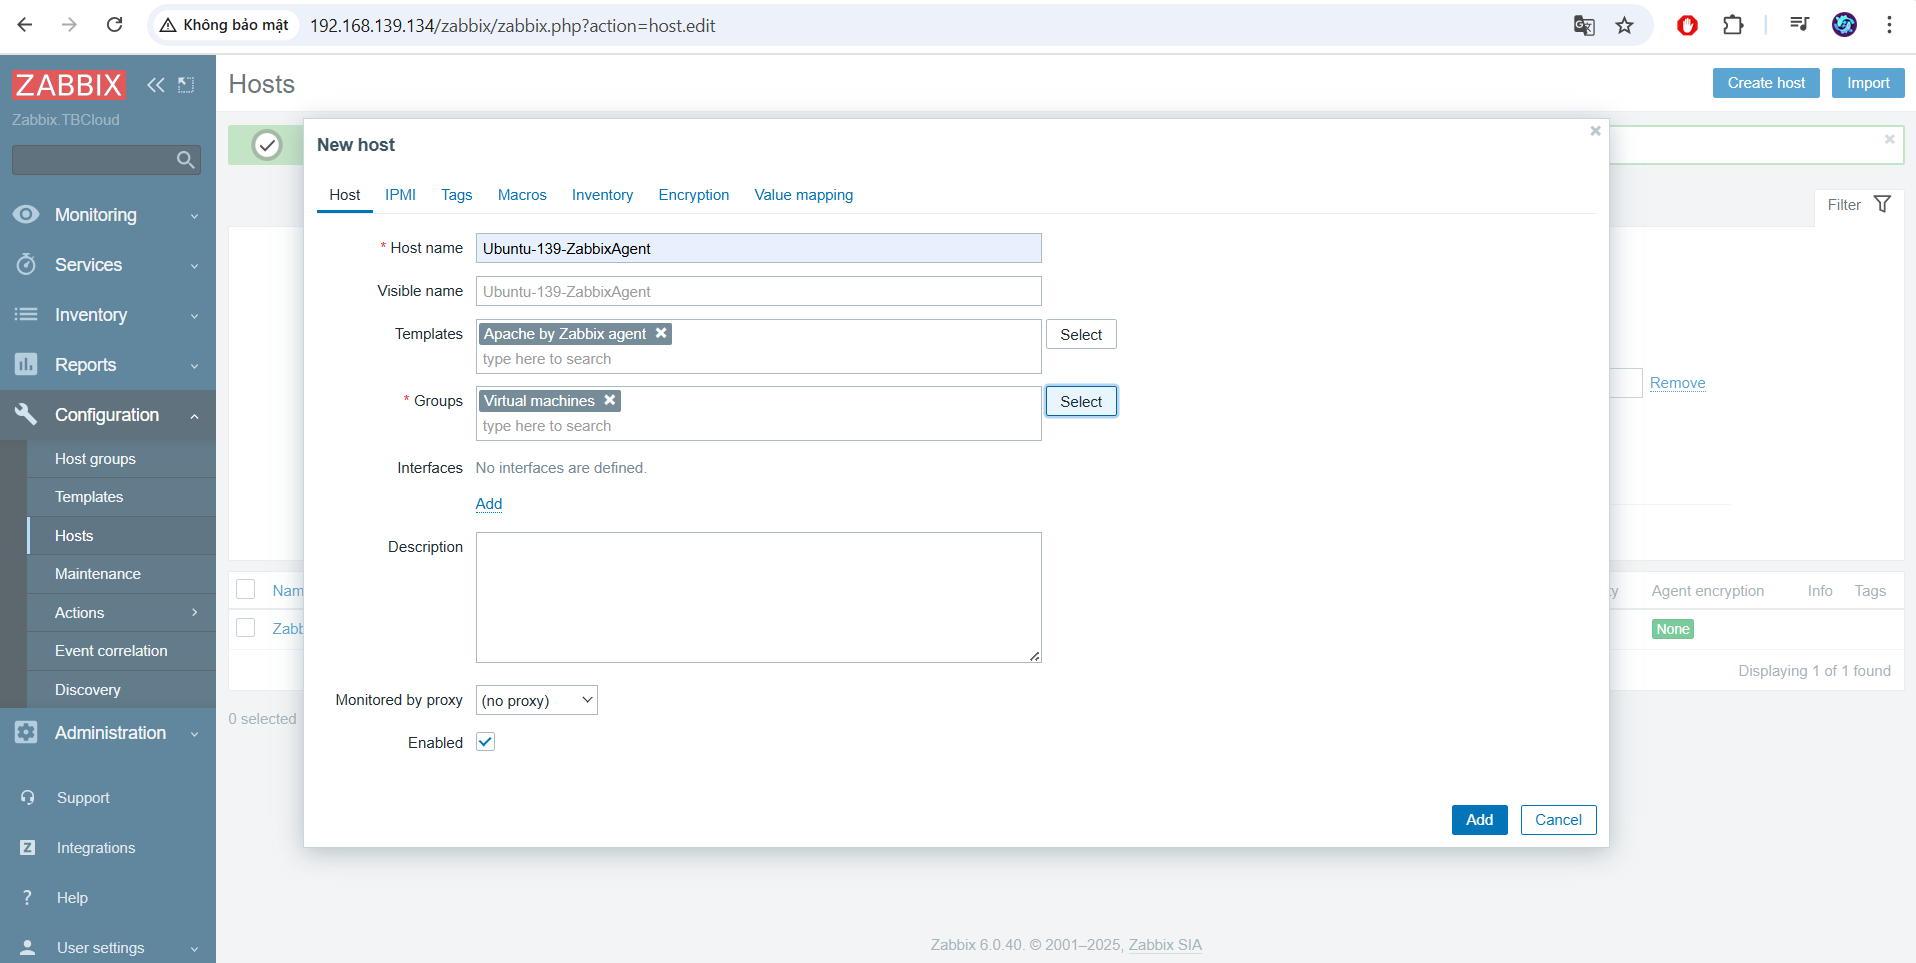 Không bảo mật
192.168.139.134/zabbix/zabbix.php?action=host.edit
ZABBIX
Zabbix.TBCloud
Monitoring
Services
Inventory
Reports
Configuration
Host groups
Templates
Hosts
Maintenance
Actions
Event correlation
Discovery
Administration
Support
Integrations
Help
User settings
Hosts
Create host
Import
Filter
Remove
New host
Host IPMI Tags Macros Inventory Encryption Value mapping
* Host name Ubuntu-139-ZabbixAgent
Visible name Ubuntu-139-ZabbixAgent
Templates Apache by Zabbix agent Select
type here to search
* Groups Virtual machines Select
type here to search
Interfaces No interfaces are defined.
Add
Description
Monitored by proxy (no proxy)
Enabled
Add Cancel
Nam
Agent encryption Info Tags
Zabb
None
Displaying 1 of 1 found
0 selected
Zabbix 6.0.40. © 2001–2025, Zabbix SIA